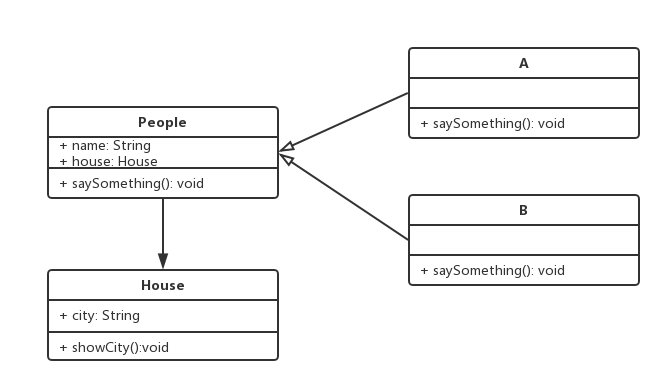 People
+ name: String
+ house: House
+ saySomething(): void
House
+ city: String
+ showCity():void
A
+ saySomething(): void
B
+ saySomething(): void